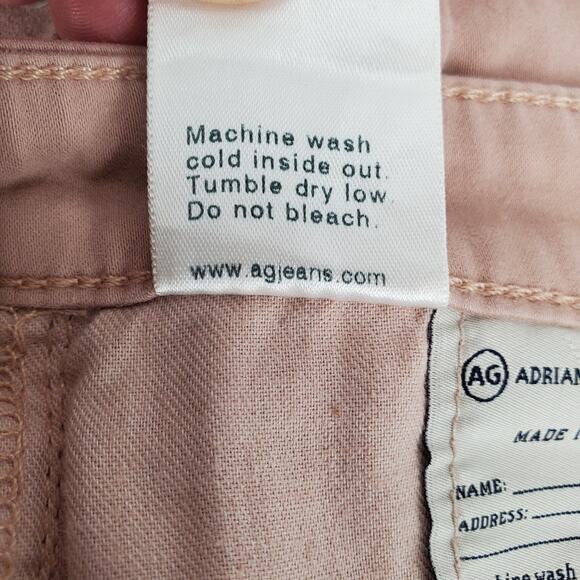 Machine wash
cold inside out.
Tumble dry low.
Do not bleach.
www.agjeans.com
AG ADRIAN
MADE
NAME:
ADDRESS:
wash